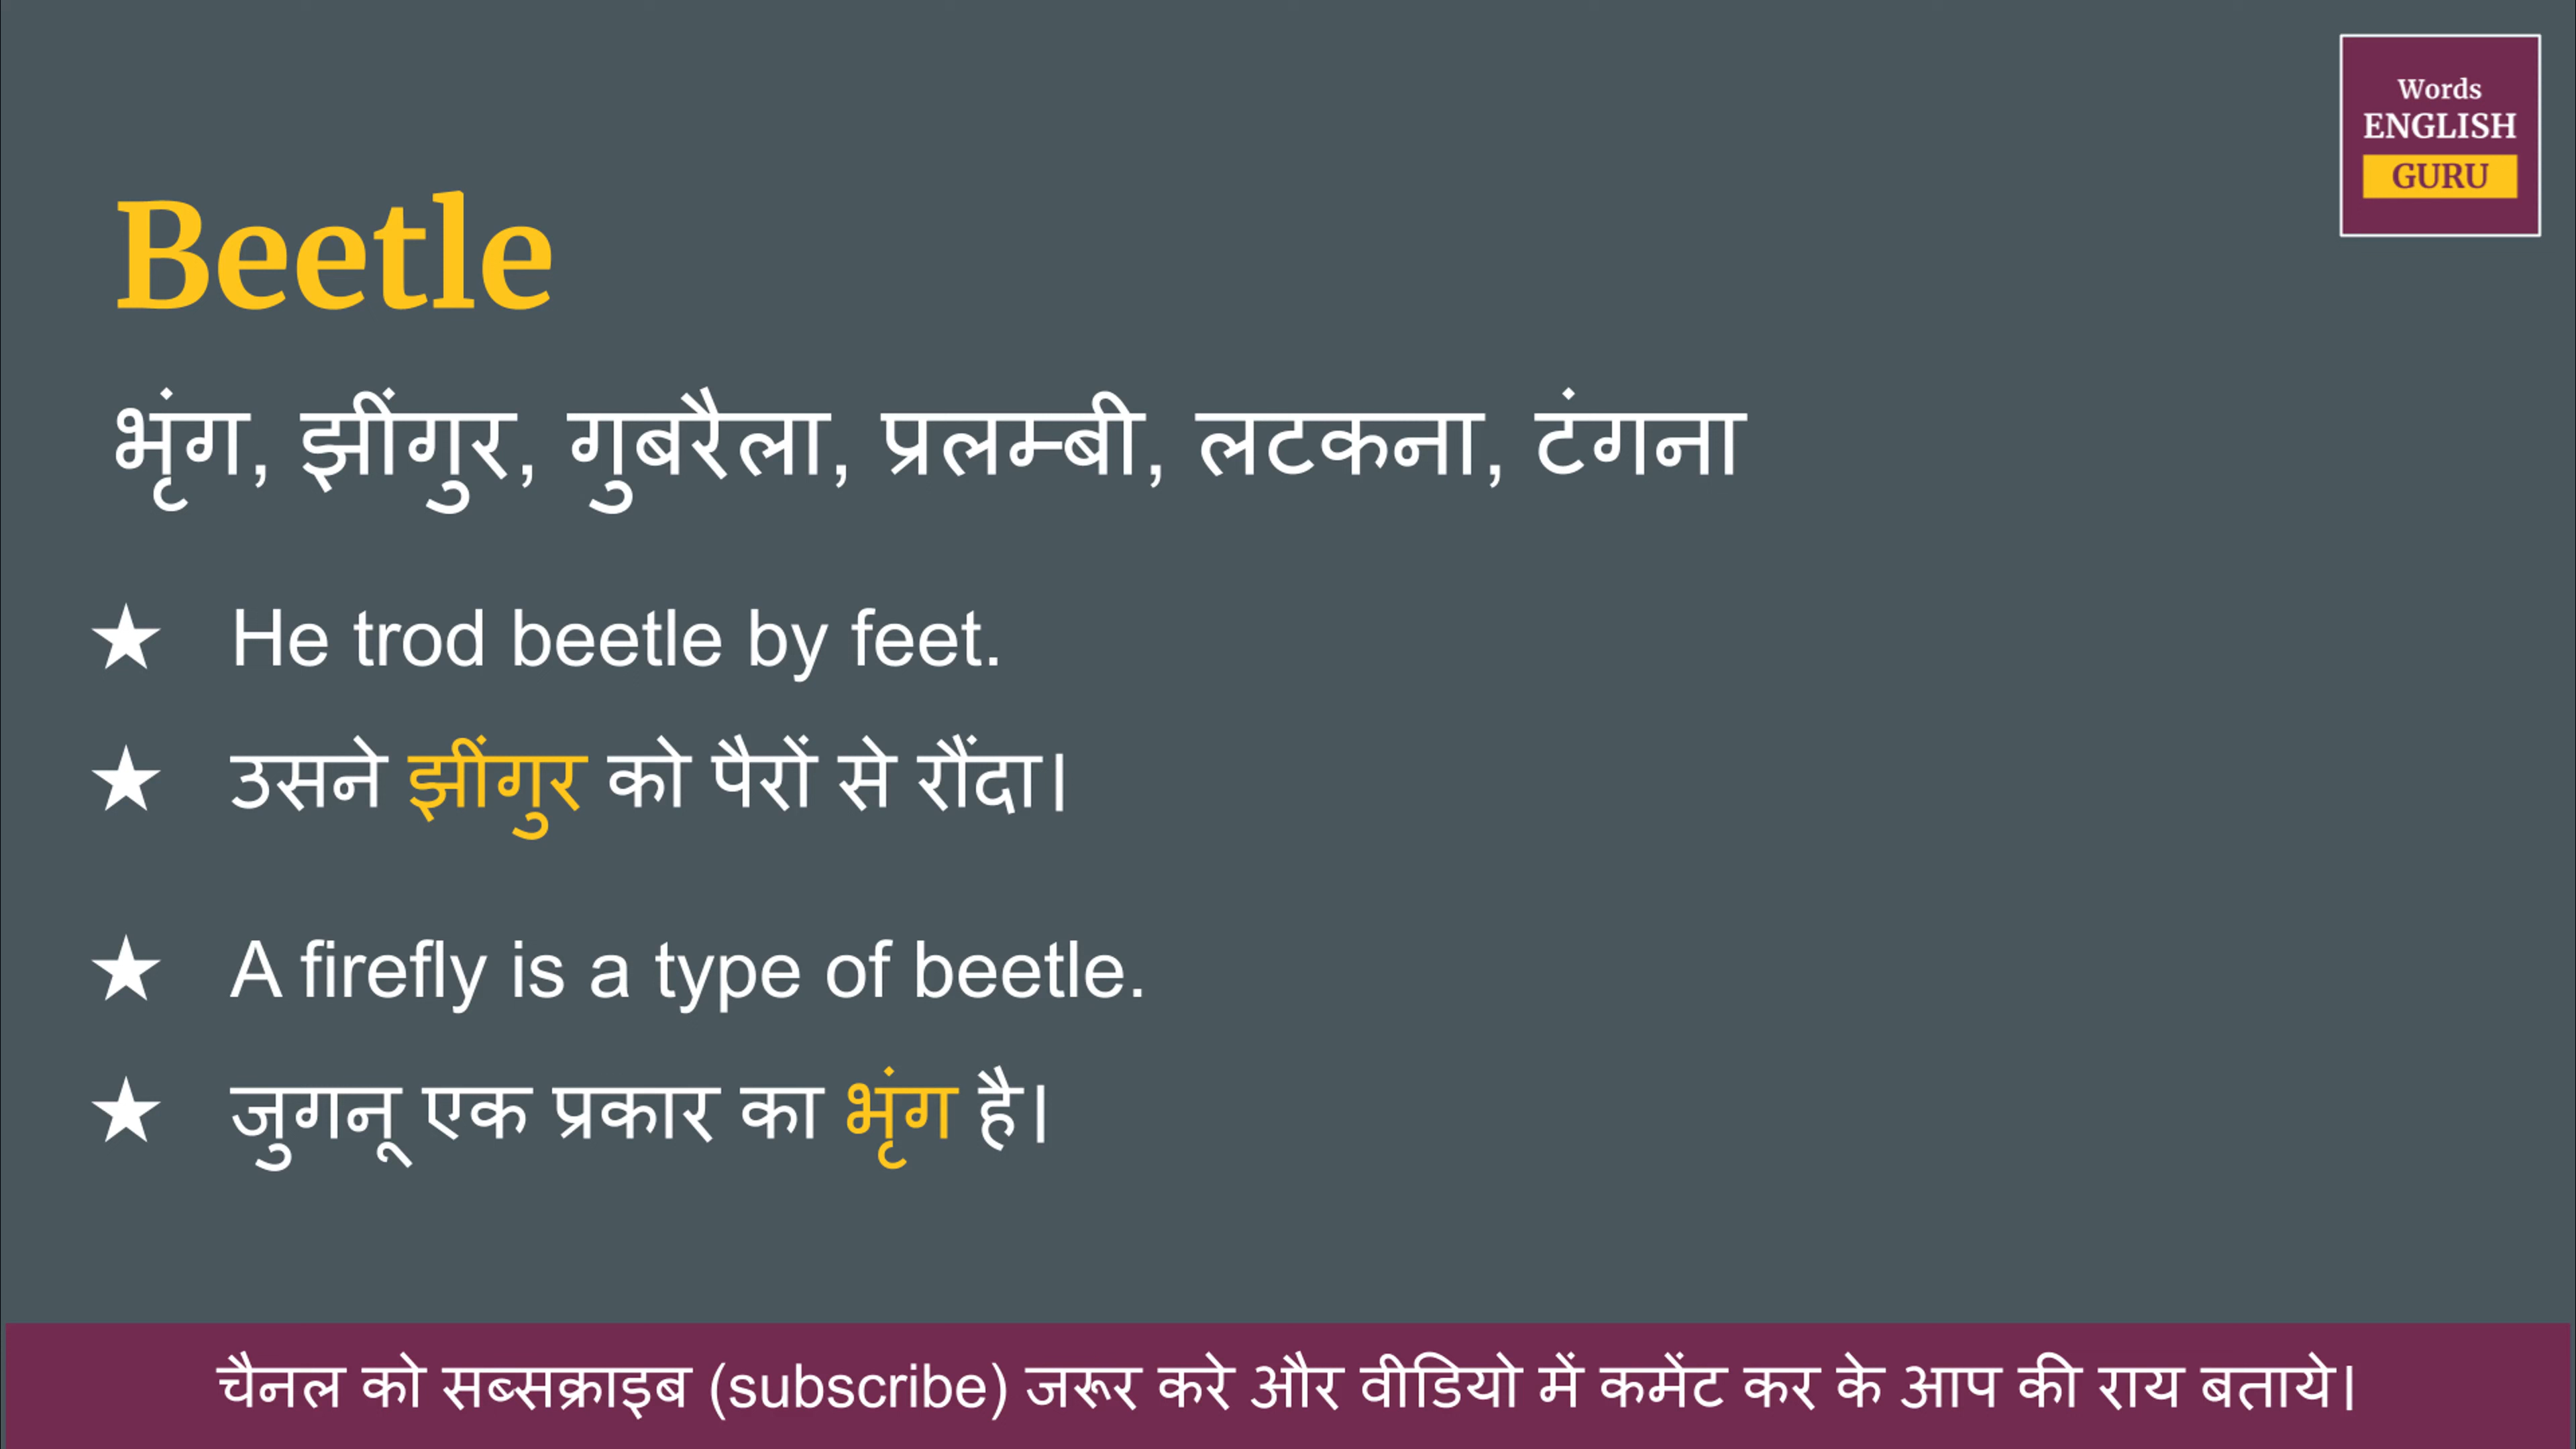 Words
ENGLISH
GURU
Beetle
भृंग, झींगुर, गुबरैला, प्रलम्बी, लटकना, टंगना
★ He trod beetle by feet.
★ उसने झींगुर को पैरों से रौंदा।
★ A firefly is a type of beetle.
★ जुगनू एक प्रकार का भृंग है।
चैनल को सब्सक्राइब (subscribe) जरूर करे और वीडियो में कमेंट कर के आप की राय बताये।